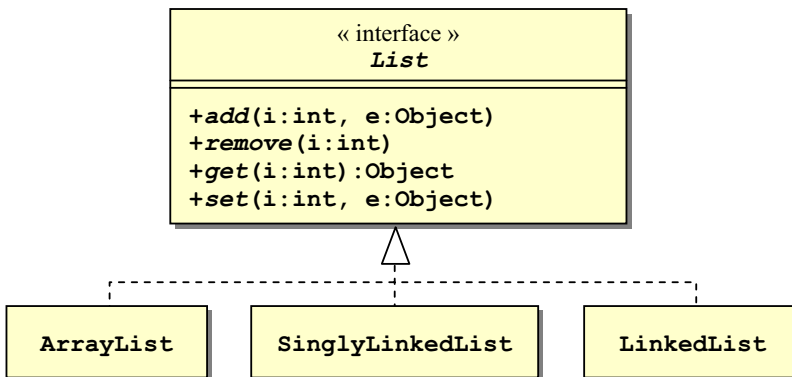 « interface »
List
+add(i:int, e:Object)
+remove(i:int)
+get(i:int):Object
+set(i:int, e:Object)
ArrayList
SinglyLinkedList
LinkedList